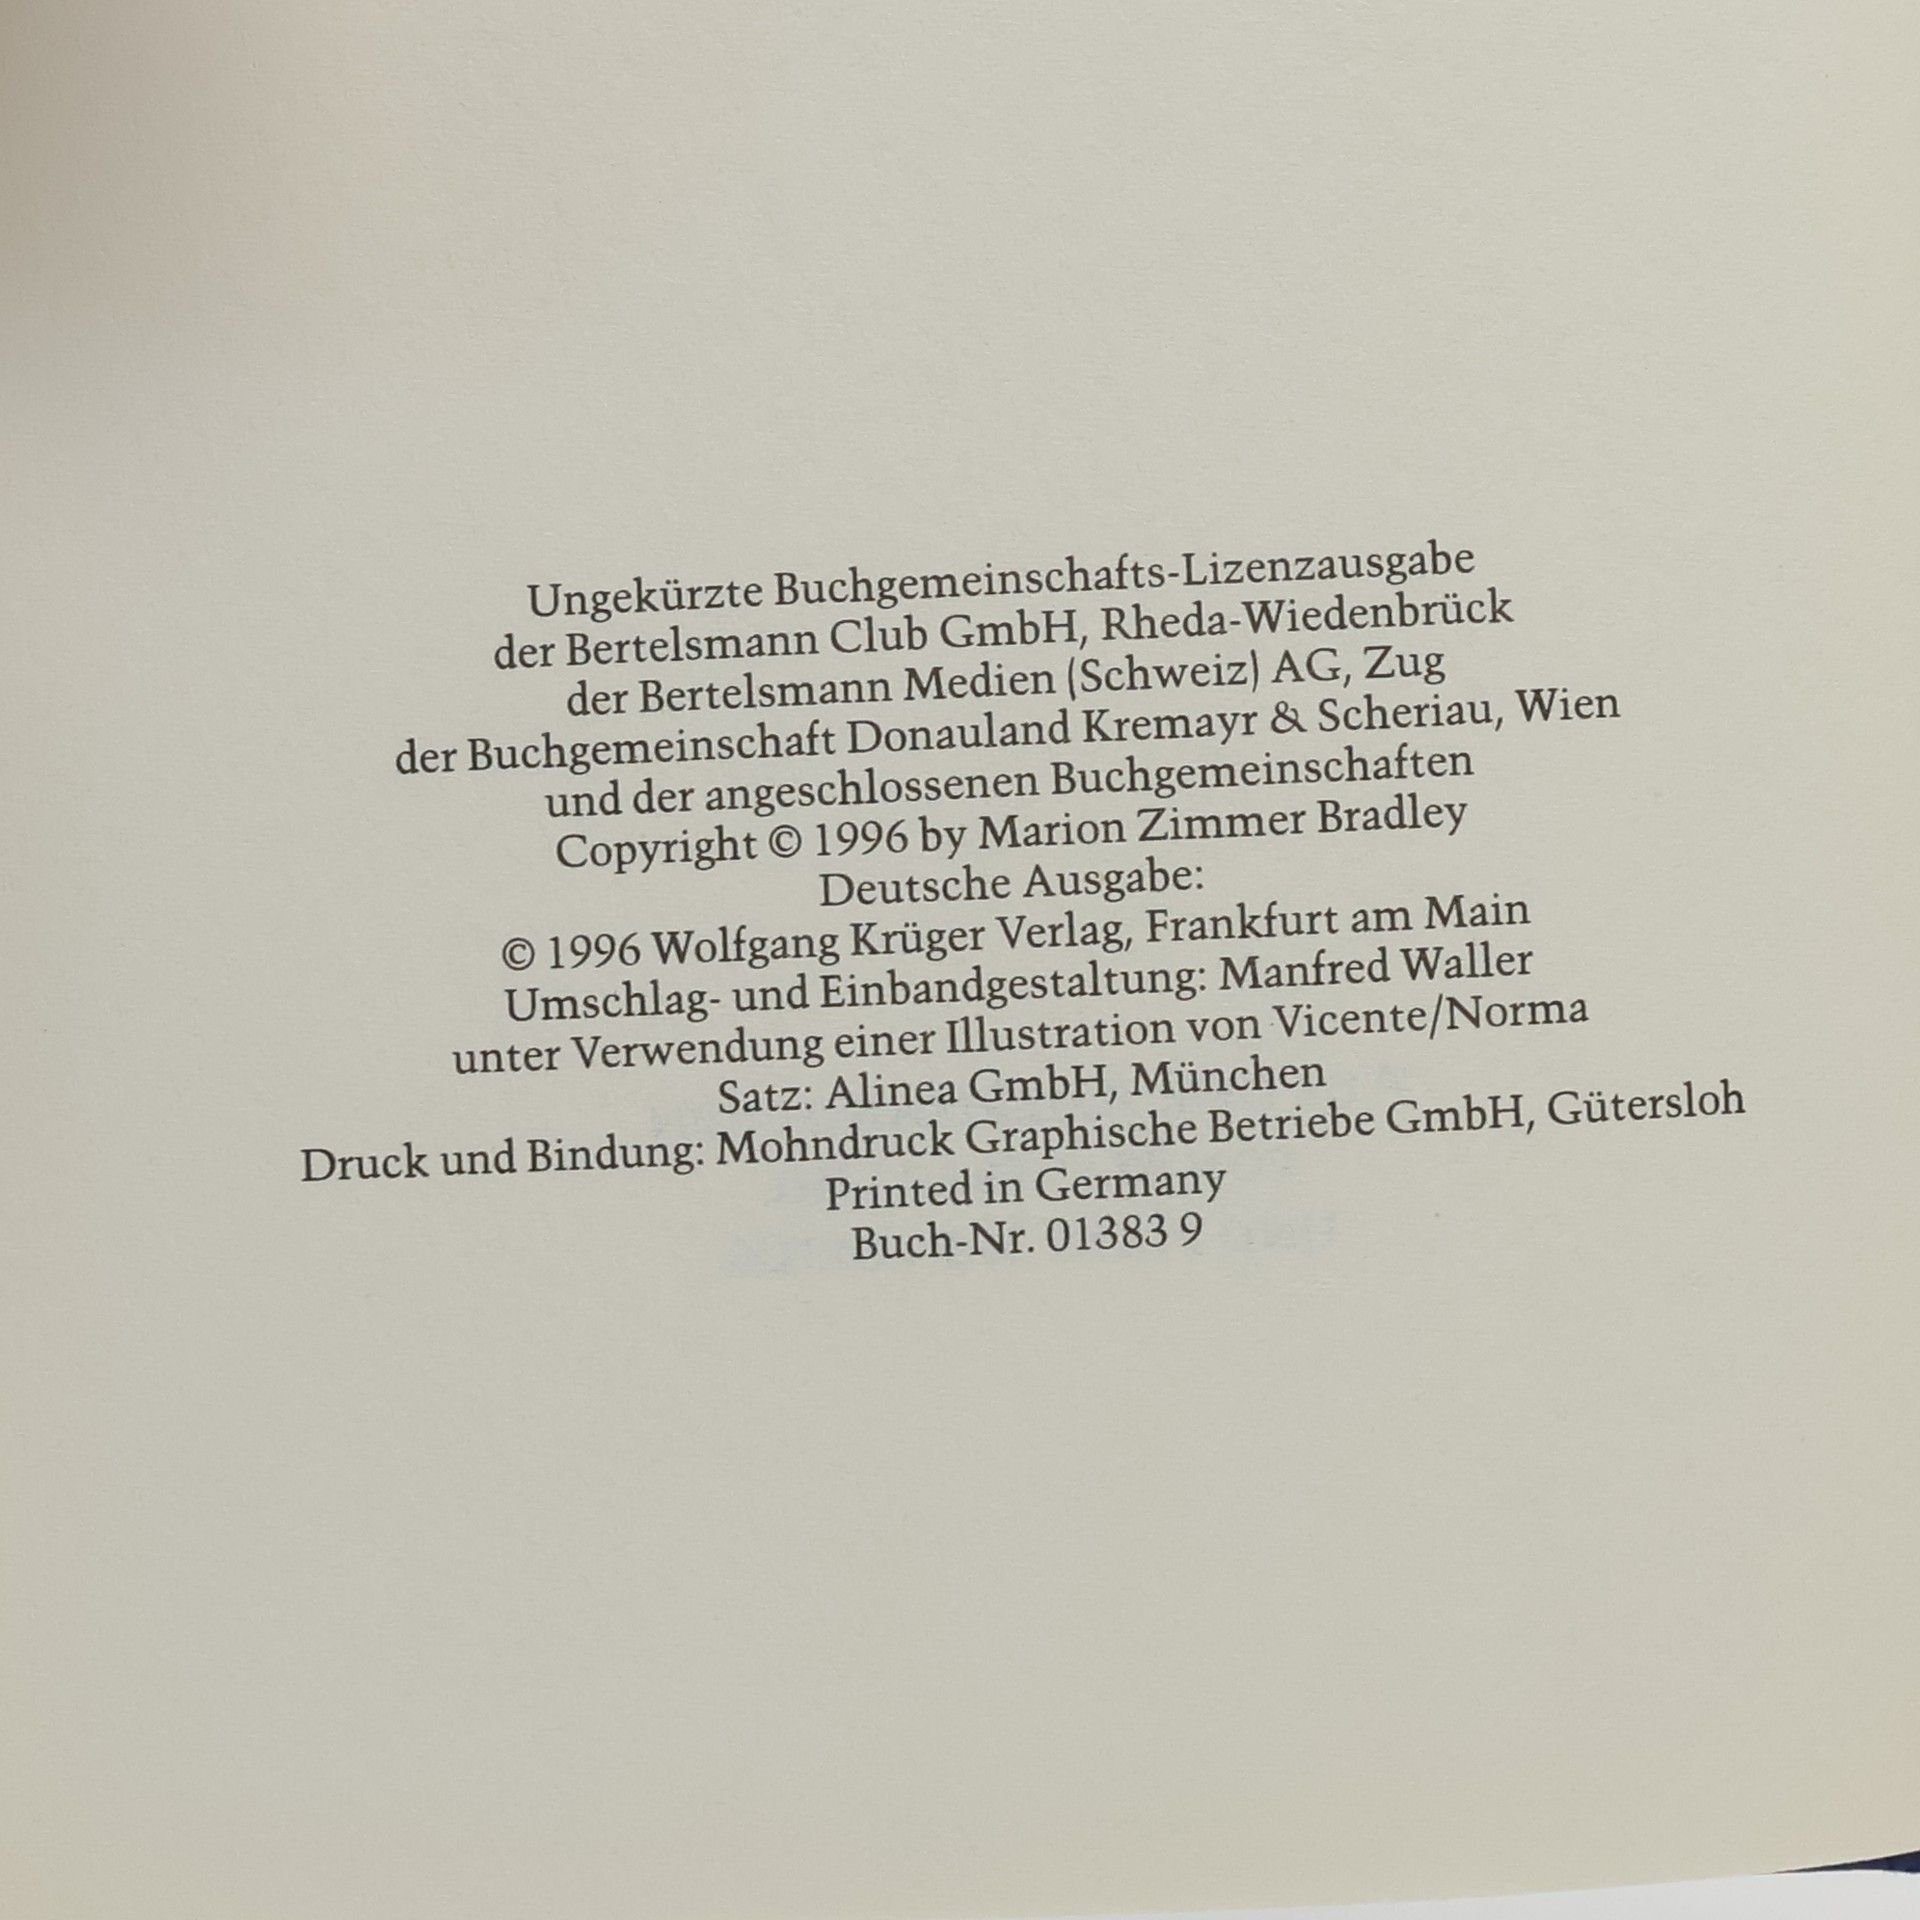 Ungekürzte Buchgemeinschafts-Lizenzausgabe
der Bertelsmann Club GmbH, Rheda-Wiedenbrück
der Bertelsmann Medien (Schweiz) AG, Zug
der Buchgemeinschaft Donauland Kremayr & Scheriau, Wien
und der angeschlossenen Buchgemeinschaften
Copyright © 1996 by Marion Zimmer Bradley
Deutsche Ausgabe:
© 1996 Wolfgang Krüger Verlag, Frankfurt am Main
Umschlag- und Einbandgestaltung: Manfred Waller
unter Verwendung einer Illustration von Vicente/Norma
Satz: Alinea GmbH, München
Druck und Bindung: Mohndruck Graphische Betriebe GmbH, Gütersloh
Printed in Germany
Buch-Nr. 01383 9